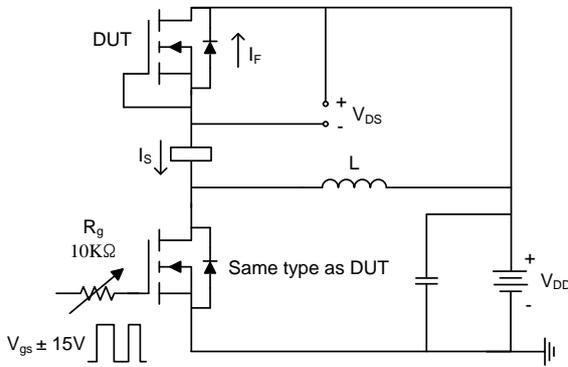 DUT
I_F
+
V_DS
-
I_S
L
R_g
10KΩ
Same type as DUT
+
V_DD
-
V_gs ± 15V